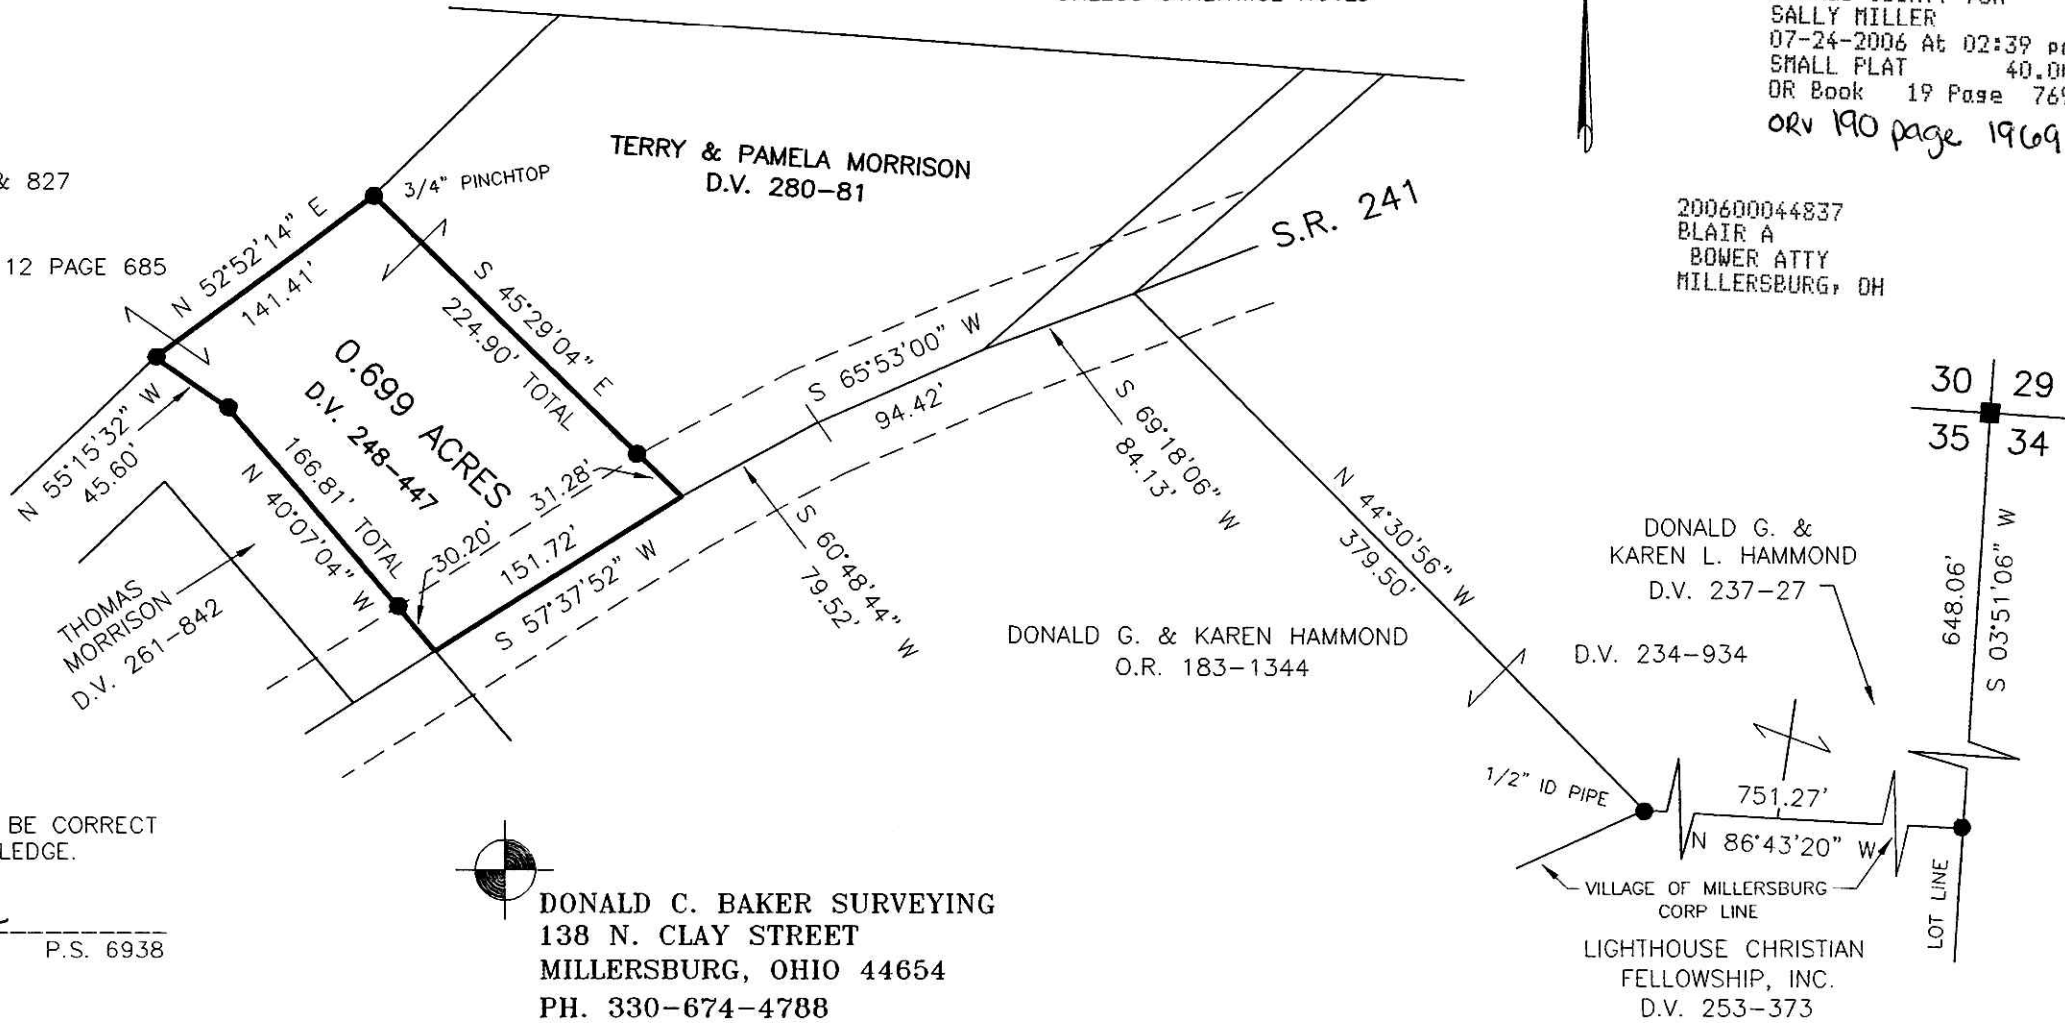 SALLY MILLER
07-24-2006 At 02:39
SMALL PLAT 40.00
OR Book 19 Page 769
ORV 190 page 1969
200600044837
BLAIR A
BOWER ATTY
MILLERSBURG, OH
& 827
12 PAGE 685
TERRY & PAMELA MORRISON
D.V. 280-81
3/4" PINCHTOP
S.R. 241
N 52°52'14" E
141.41'
S 45°29'04" E
224.90' TOTAL
0.699 ACRES
D.V. 248-447
N 55°15'32" W
45.60'
166.81' TOTAL
N 40°07'04" W
31.28'
30.20'
151.72'
S 57°37'52" W
S 65°53'00" W
94.42'
S 60°48'44" W
79.52'
S 69°18'06" W
84.13'
N 44°30'56" W
379.50'
THOMAS
MORRISON
D.V. 261-842
DONALD G. & KAREN HAMMOND
O.R. 183-1344
30 29
35 34
DONALD G. &
KAREN L. HAMMOND
D.V. 237-27
D.V. 234-934
648.06'
S 03°51'06" W
1/2" ID PIPE
751.27'
N 86°43'20" W
VILLAGE OF MILLERSBURG
CORP LINE
LOT LINE
LIGHTHOUSE CHRISTIAN
FELLOWSHIP, INC.
D.V. 253-373
BE CORRECT
LEDGE.
P.S. 6938
DONALD C. BAKER SURVEYING
138 N. CLAY STREET
MILLERSBURG, OHIO 44654
PH. 330-674-4788